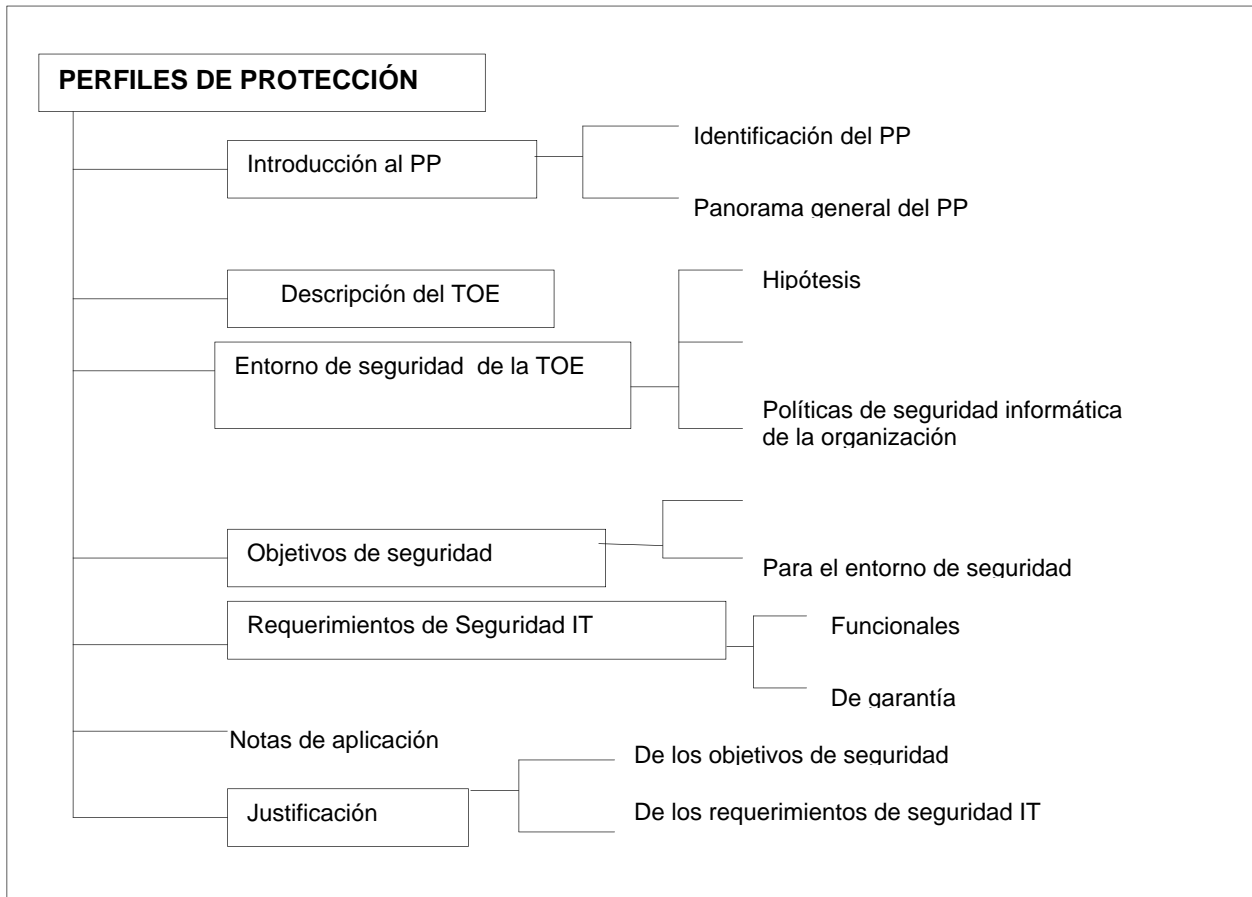 PERFILES DE PROTECCIÓN
Introducción al PP
Identificación del PP
Panorama general del PP
Descripción del TOE
Entorno de seguridad de la TOE
Hipótesis
Políticas de seguridad informática
de la organización
Objetivos de seguridad
Para el entorno de seguridad
Requerimientos de Seguridad IT
Funcionales
De garantía
Notas de aplicación
Justificación
De los objetivos de seguridad
De los requerimientos de seguridad IT